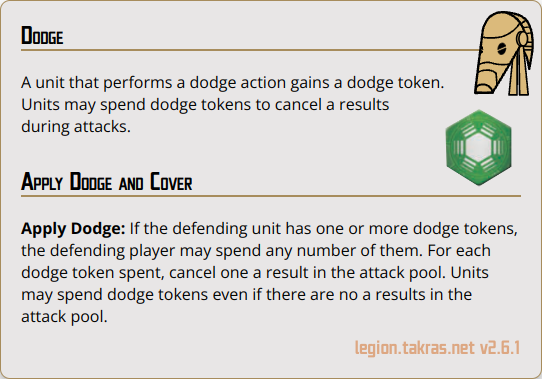 Dodge
A unit that performs a dodge action gains a dodge token.
Units may spend dodge tokens to cancel a results
during attacks.
Apply Dodge and Cover
Apply Dodge: If the defending unit has one or more dodge tokens,
the defending player may spend any number of them. For each
dodge token spent, cancel one a result in the attack pool. Units
may spend dodge tokens even if there are no a results in the
attack pool.
legion.takras.net v2.6.1